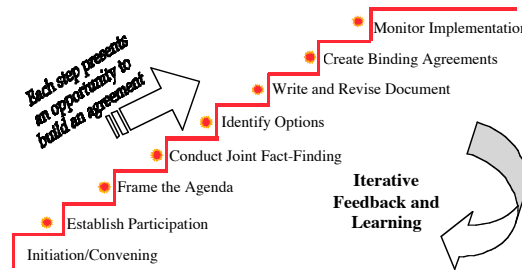 Monitor Implementation
Create Binding Agreements
Write and Revise Document
Identify Options
Conduct Joint Fact-Finding
Frame the Agenda
Establish Participation
Initiation/Convening
Each step presents
an opportunity to
build an agreement
Iterative
Feedback and
Learning